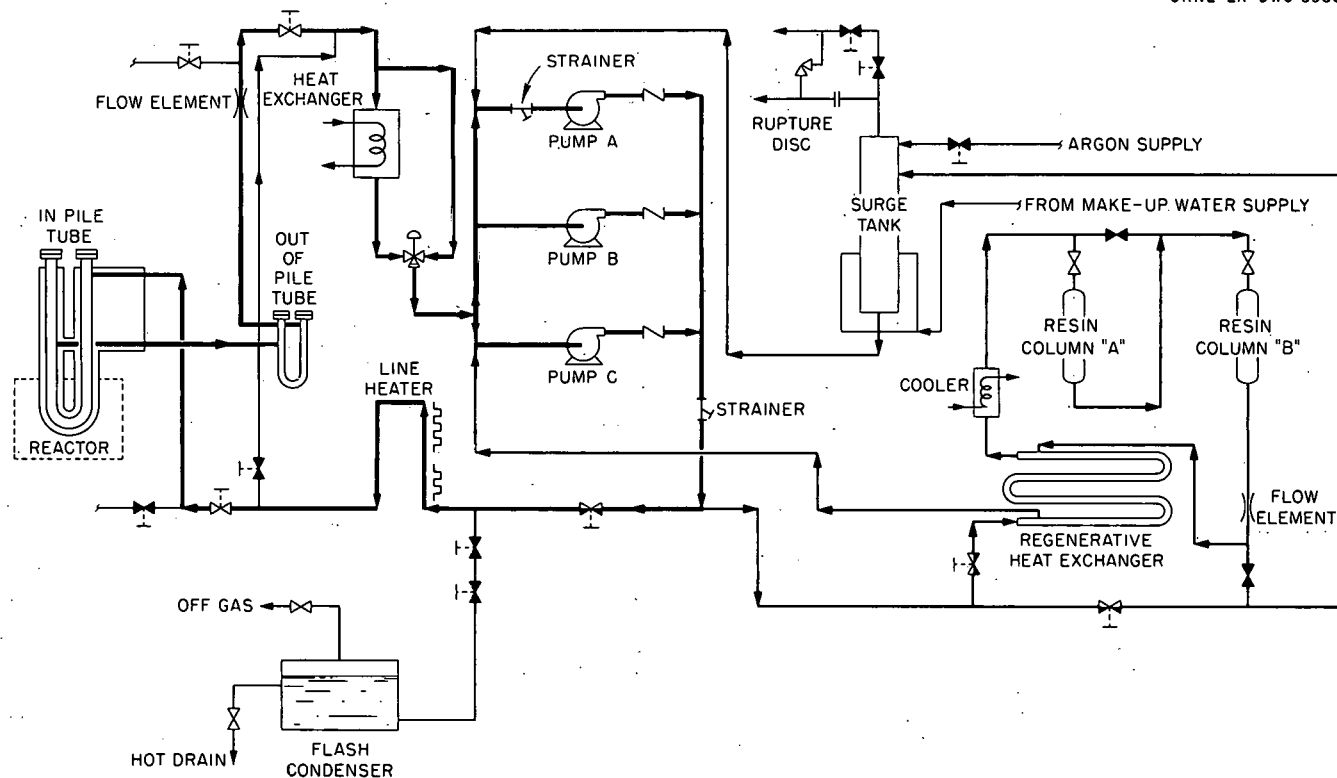 FLOW ELEMENT
HEAT
EXCHANGER
STRAINER
PUMP A
RUPTURE
DISC
ARGON SUPPLY
SURGE
TANK
FROM MAKE-UP WATER SUPPLY
IN PILE
TUBE
OUT
OF
PILE
TUBE
PUMP B
RESIN
COLUMN "A"
RESIN
COLUMN "B"
LINE
HEATER
PUMP C
COOLER
STRAINER
REACTOR
FLOW
ELEMENT
REGENERATIVE
HEAT EXCHANGER
OFF GAS
HOT DRAIN
FLASH
CONDENSER